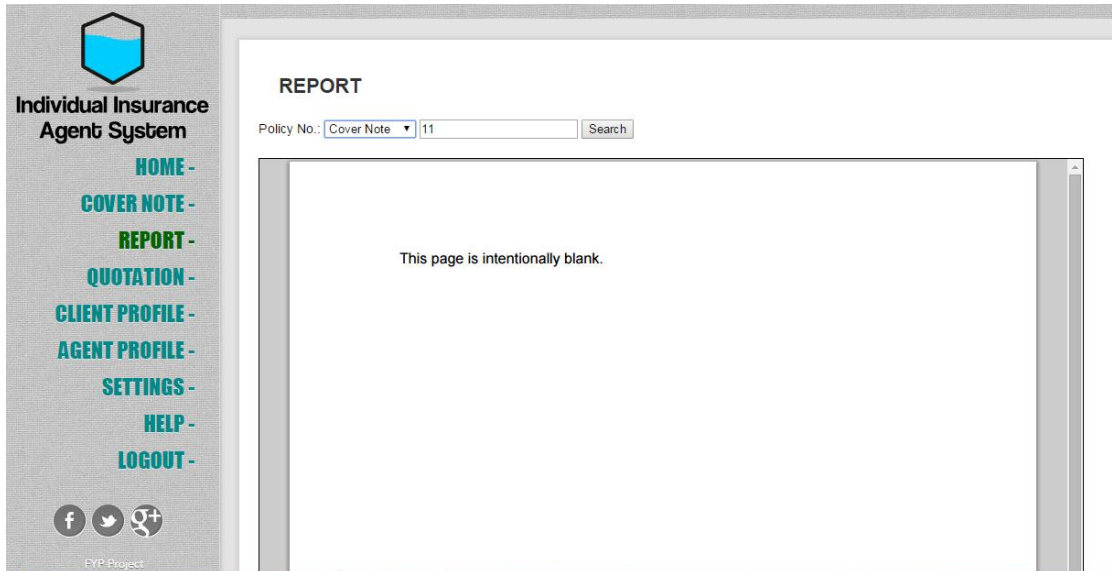 Individual Insurance
Agent System
HOME -
COVER NOTE -
REPORT -
QUOTATION -
CLIENT PROFILE -
AGENT PROFILE -
SETTINGS -
HELP -
LOGOUT -
f g+
FYP Project
REPORT
Policy No.: Cover Note 11 Search
This page is intentionally blank.